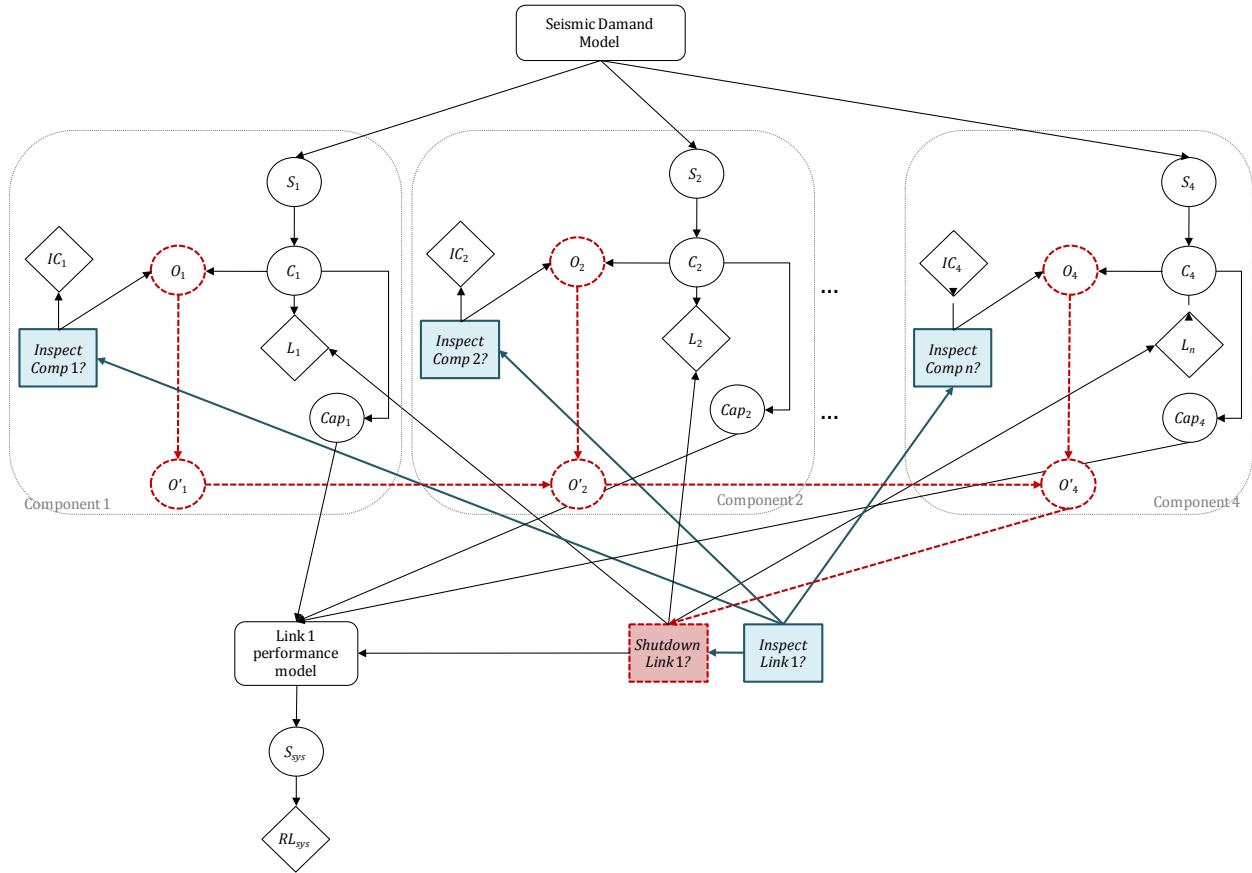 Seismic Damand
Model
S₁
S₂
S₄
IC₁
O₁
C₁
IC₂
O₂
C₂
IC₄
O₄
C₄
...
Inspect
Comp 1?
L₁
Inspect
Comp 2?
L₂
Inspect
Comp n?
Lₙ
Cap₁
Cap₂
...
Cap₄
O'₁
O'₂
O'₄
Component 1
Component 2
Component 4
Link 1
performance
model
Shutdown
Link 1?
Inspect
Link 1?
S_sys
RL_sys